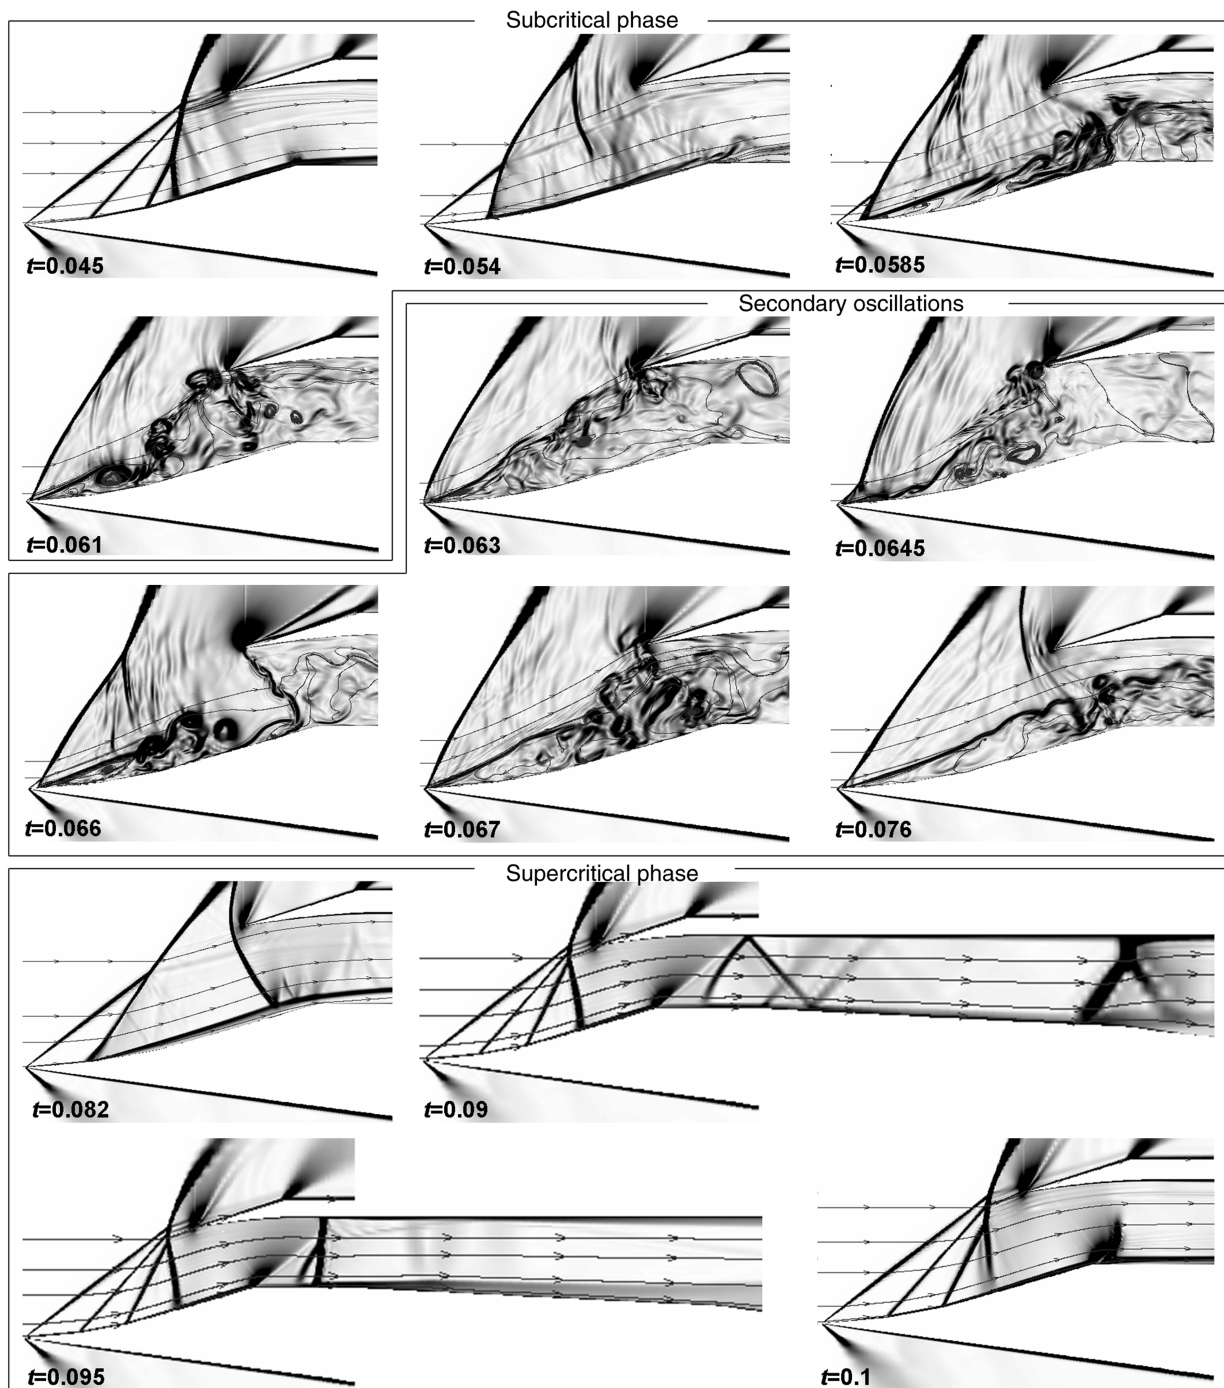 Subcritical phase
t=0.045
t=0.054
t=0.0585
Secondary oscillations
t=0.061
t=0.063
t=0.0645
t=0.066
t=0.067
t=0.076
Supercritical phase
t=0.082
t=0.09
t=0.095
t=0.1